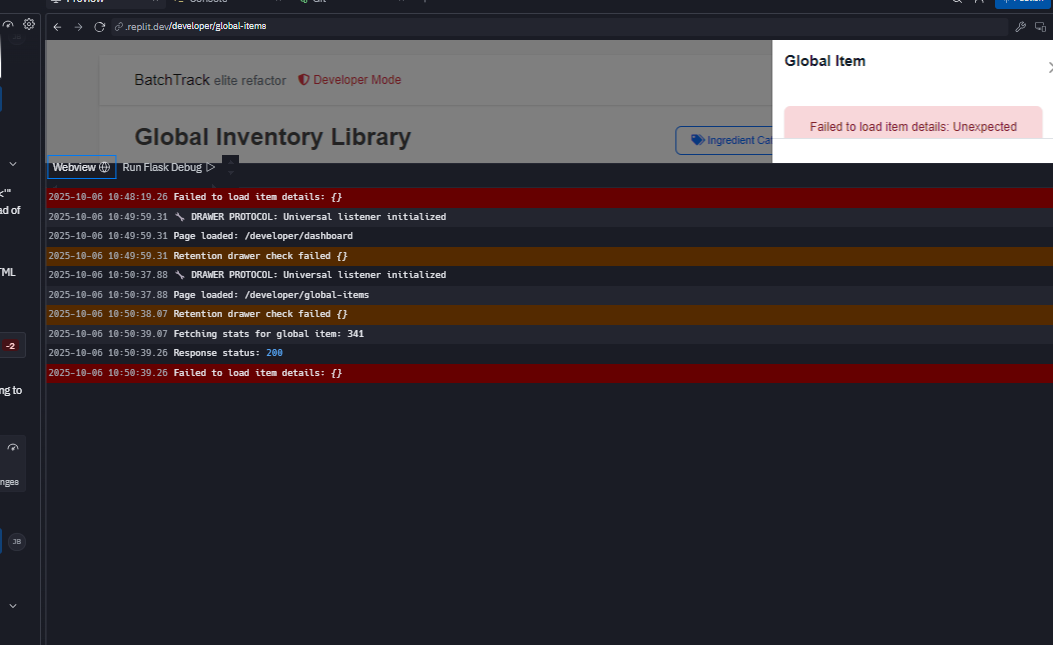 .replit.dev/developer/global-items
BatchTrack elite refactor Developer Mode
Global Inventory Library
Ingredient Ca
Global Item
Failed to load item details: Unexpected
Webview Run Flask Debug
2025-10-06 10:48:19.26 Failed to load item details: {}
2025-10-06 10:49:59.31 🔧 DRAWER PROTOCOL: Universal listener initialized
2025-10-06 10:49:59.31 Page loaded: /developer/dashboard
2025-10-06 10:49:59.31 Retention drawer check failed {}
2025-10-06 10:50:37.88 🔧 DRAWER PROTOCOL: Universal listener initialized
2025-10-06 10:50:37.88 Page loaded: /developer/global-items
2025-10-06 10:50:38.07 Retention drawer check failed {}
2025-10-06 10:50:39.07 Fetching stats for global item: 341
2025-10-06 10:50:39.26 Response status: 200
2025-10-06 10:50:39.26 Failed to load item details: {}
<'"
ad of
TML
-2
ng to
nges
JB